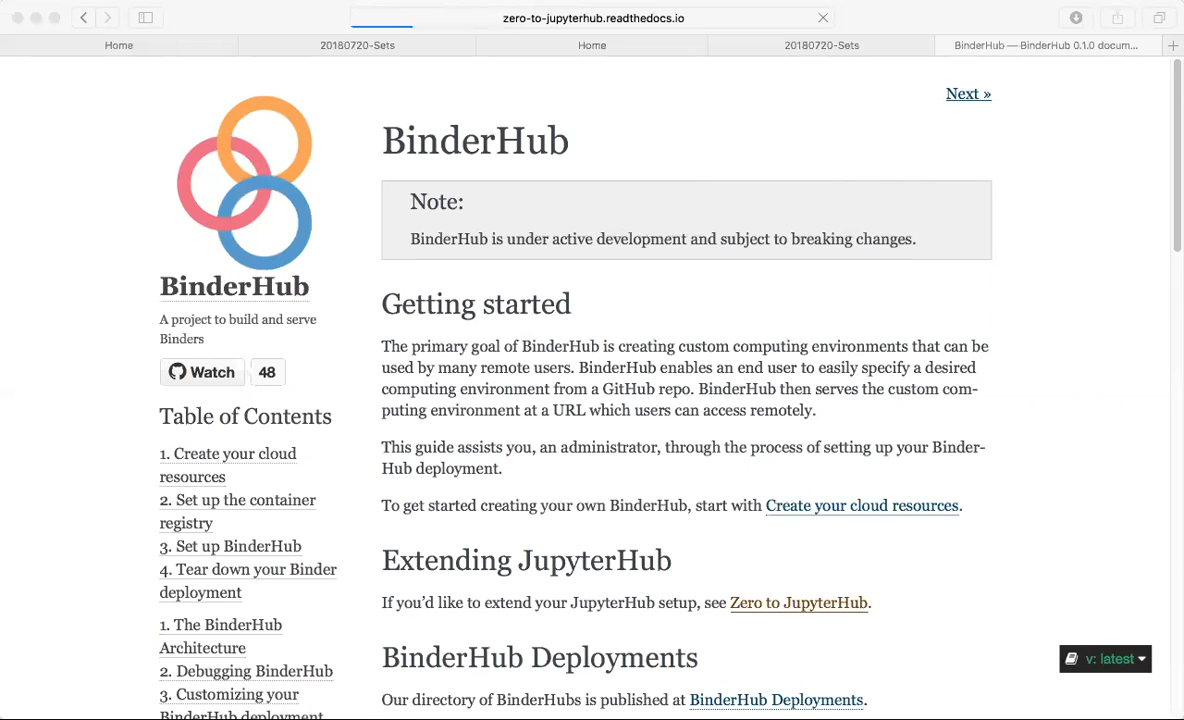 zero-to-jupyterhub.readthedocs.io
Home
20180720-Sets
Home
20180720-Sets
BinderHub — BinderHub 0.1.0 docum...
BinderHub
A project to build and serve
Binders
Watch
48
Table of Contents
1. Create your cloud
resources
2. Set up the container
registry
3. Set up BinderHub
4. Tear down your Binder
deployment
1. The BinderHub
Architecture
2. Debugging BinderHub
3. Customizing your
BinderHub deployment
Next »
BinderHub
Note:
BinderHub is under active development and subject to breaking changes.
Getting started
The primary goal of BinderHub is creating custom computing environments that can be
used by many remote users. BinderHub enables an end user to easily specify a desired
computing environment from a GitHub repo. BinderHub then serves the custom com-
puting environment at a URL which users can access remotely.
This guide assists you, an administrator, through the process of setting up your Binder-
Hub deployment.
To get started creating your own BinderHub, start with Create your cloud resources.
Extending JupyterHub
If you’d like to extend your JupyterHub setup, see Zero to JupyterHub.
BinderHub Deployments
Our directory of BinderHubs is published at BinderHub Deployments.
v: latest